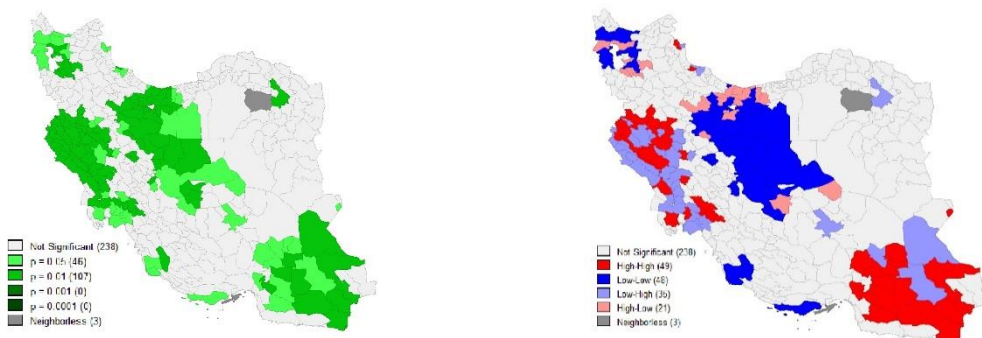 Not Significant (238)
p = 0.05 (46)
p = 0.01 (107)
p = 0.001 (0)
p = 0.0001 (0)
Neighborless (3)
Not Significant (238)
High-High (49)
Low-Low (48)
Low-High (35)
High-Low (21)
Neighborless (3)